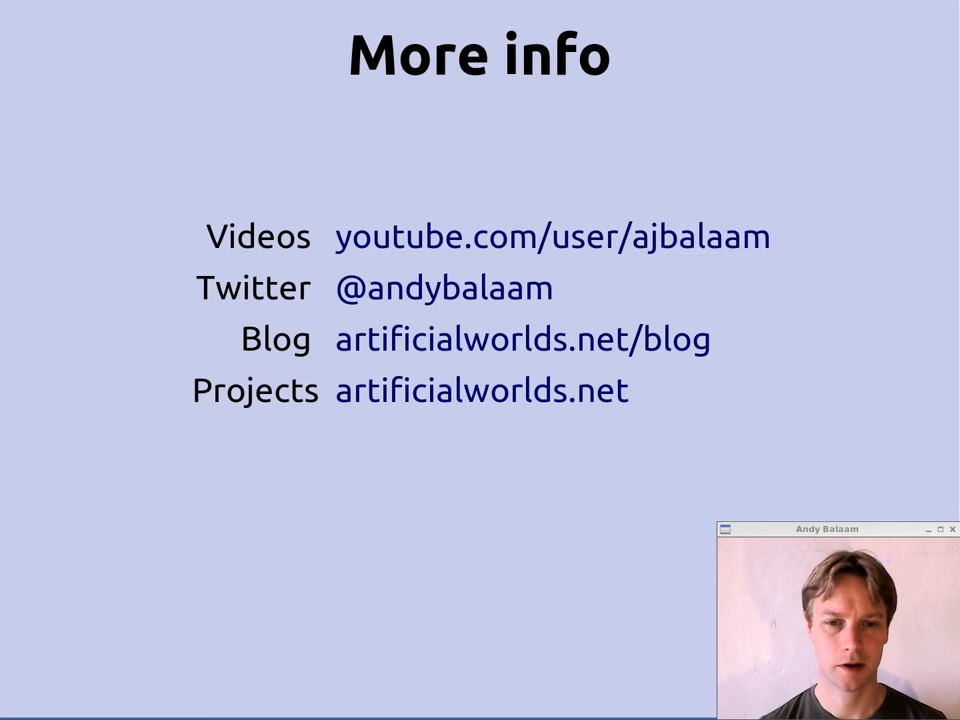 More info
Videos youtube.com/user/ajbalaam
Twitter @andybalaam
Blog artificialworlds.net/blog
Projects artificialworlds.net
Andy Balaam